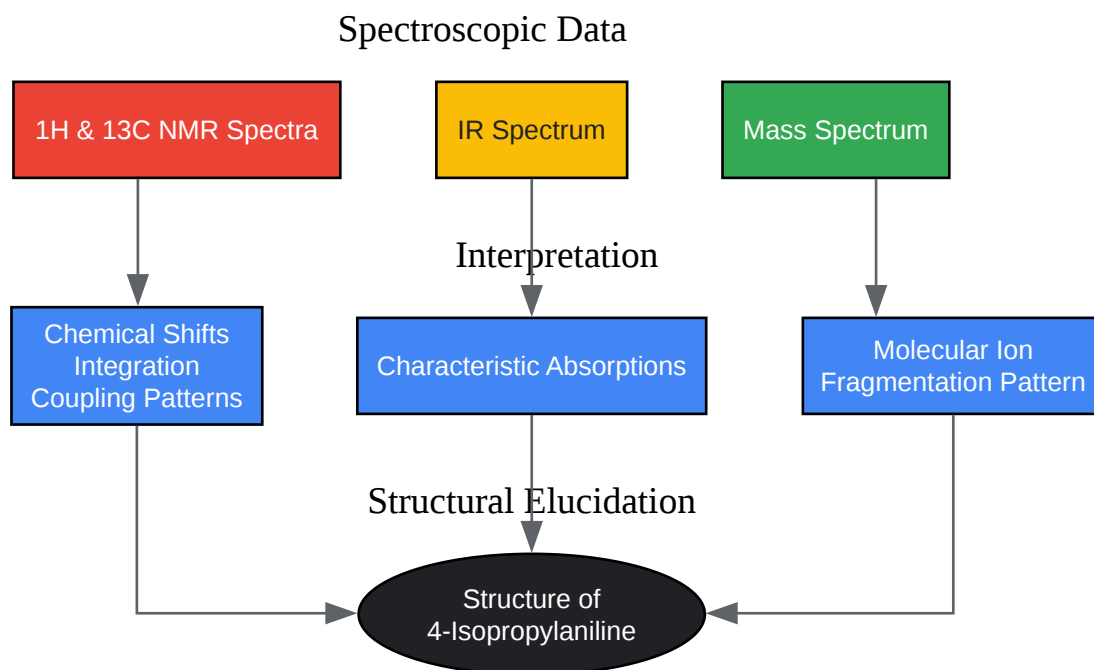 Spectroscopic Data
1H & 13C NMR Spectra
IR Spectrum
Mass Spectrum
Interpretation
Chemical Shifts
Integration
Coupling Patterns
Characteristic Absorptions
Molecular Ion
Fragmentation Pattern
Structural Elucidation
Structure of
4-Isopropylaniline